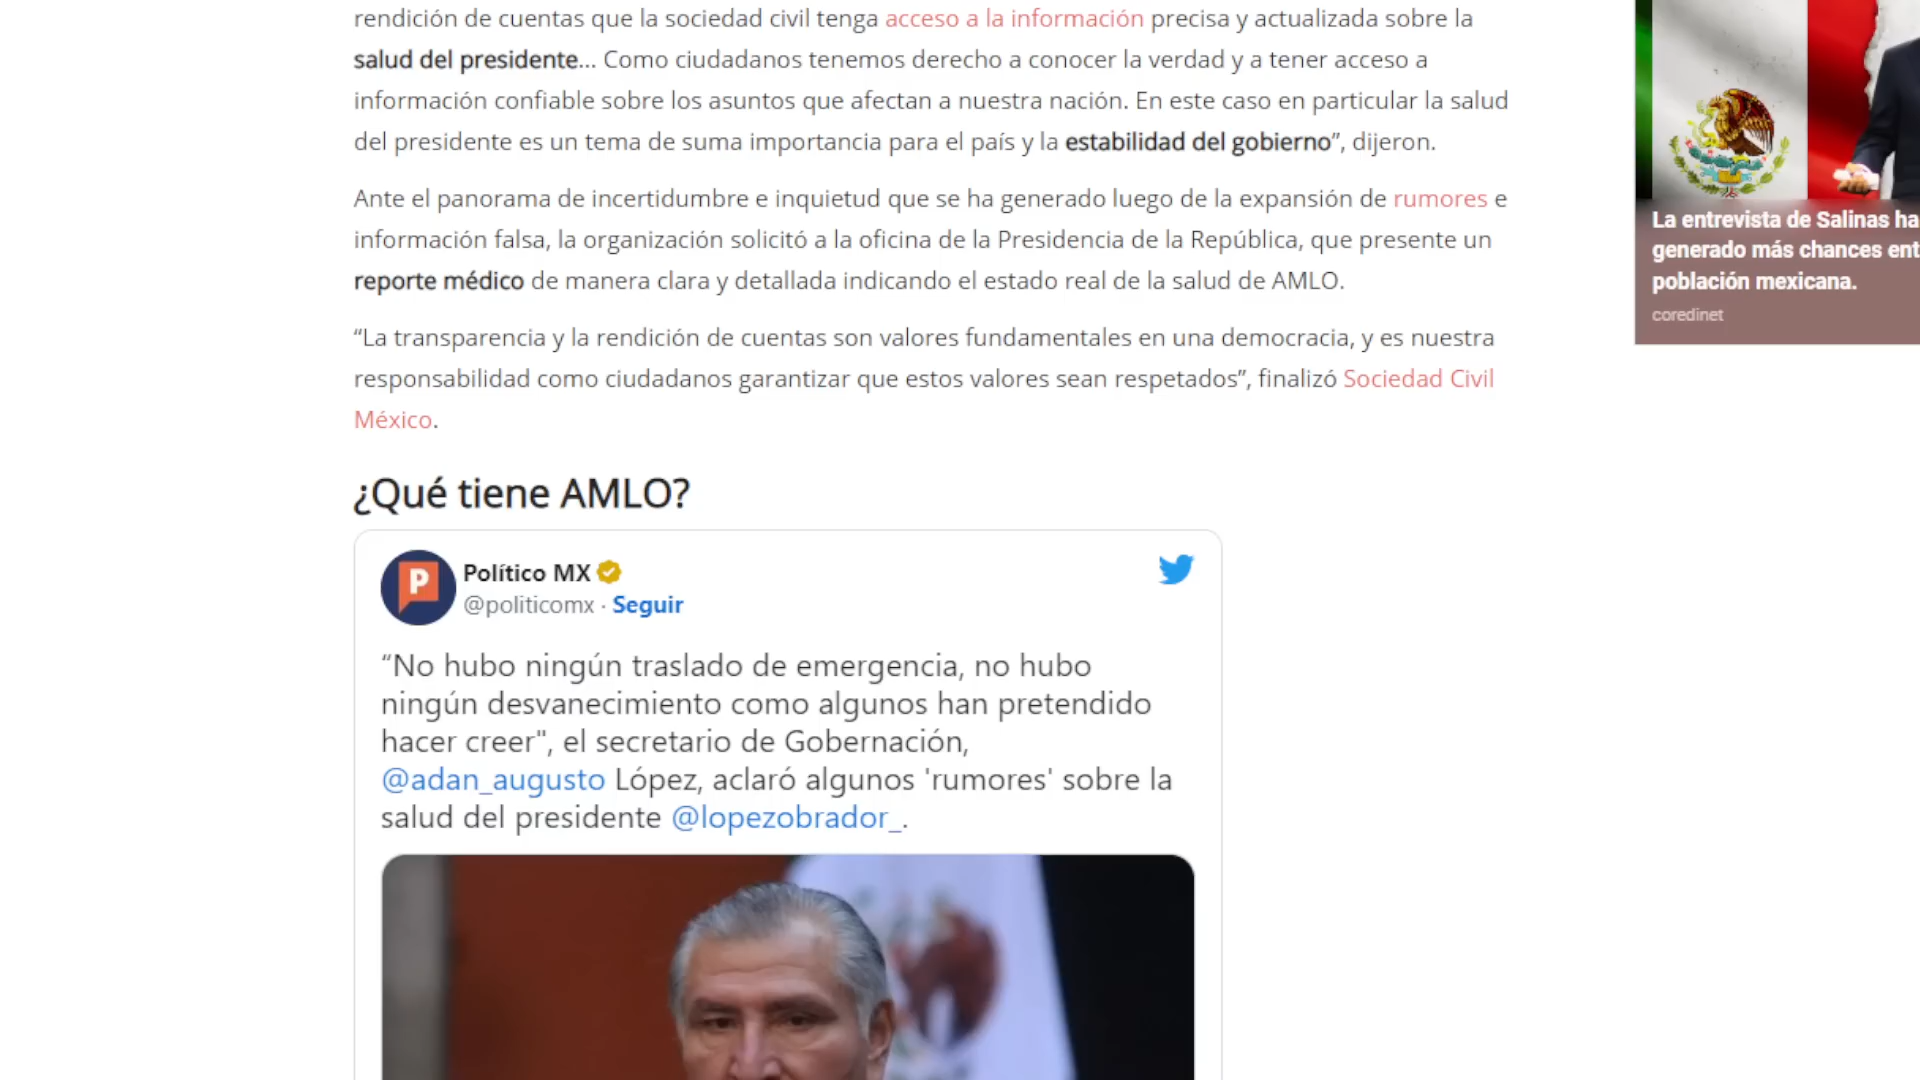 rendición de cuentas que la sociedad civil tenga acceso a la información precisa y actualizada sobre la
salud del presidente... Como ciudadanos tenemos derecho a conocer la verdad y a tener acceso a
información confiable sobre los asuntos que afectan a nuestra nación. En este caso en particular la salud
del presidente es un tema de suma importancia para el país y la estabilidad del gobierno”, dijeron.
Ante el panorama de incertidumbre e inquietud que se ha generado luego de la expansión de rumores e
información falsa, la organización solicitó a la oficina de la Presidencia de la República, que presente un
reporte médico de manera clara y detallada indicando el estado real de la salud de AMLO.
“La transparencia y la rendición de cuentas son valores fundamentales en una democracia, y es nuestra
responsabilidad como ciudadanos garantizar que estos valores sean respetados”, finalizó Sociedad Civil
México.
¿Qué tiene AMLO?
P
Político MX
@politicomx · Seguir
“No hubo ningún traslado de emergencia, no hubo
ningún desvanecimiento como algunos han pretendido
hacer creer", el secretario de Gobernación,
@adan_augusto López, aclaró algunos 'rumores' sobre la
salud del presidente @lopezobrador_.
La entrevista de Salinas ha
generado más chances ent
población mexicana.
coredinet